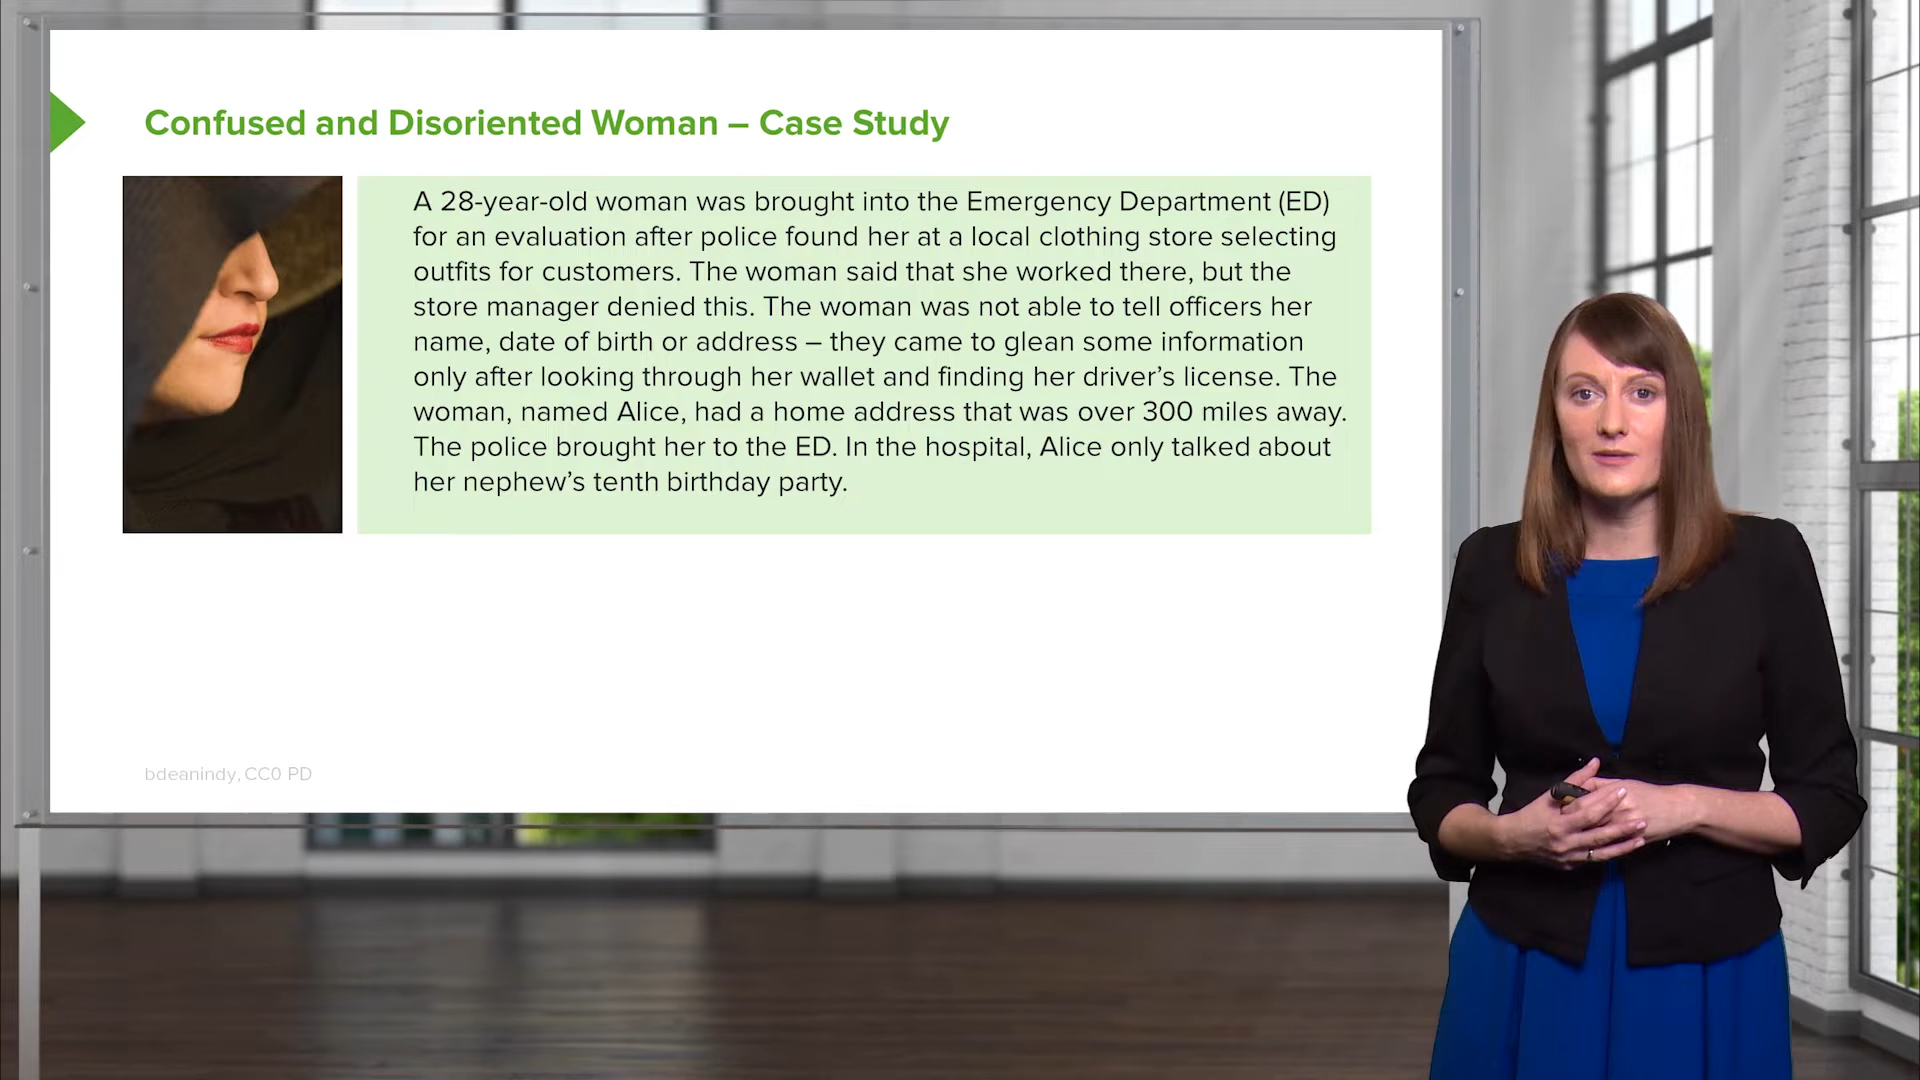 Confused and Disoriented Woman – Case Study
A 28-year-old woman was brought into the Emergency Department (ED)
for an evaluation after police found her at a local clothing store selecting
outfits for customers. The woman said that she worked there, but the
store manager denied this. The woman was not able to tell officers her
name, date of birth or address – they came to glean some information
only after looking through her wallet and finding her driver's license. The
woman, named Alice, had a home address that was over 300 miles away.
The police brought her to the ED. In the hospital, Alice only talked about
her nephew's tenth birthday party.
bdeanindy, CC0 PD